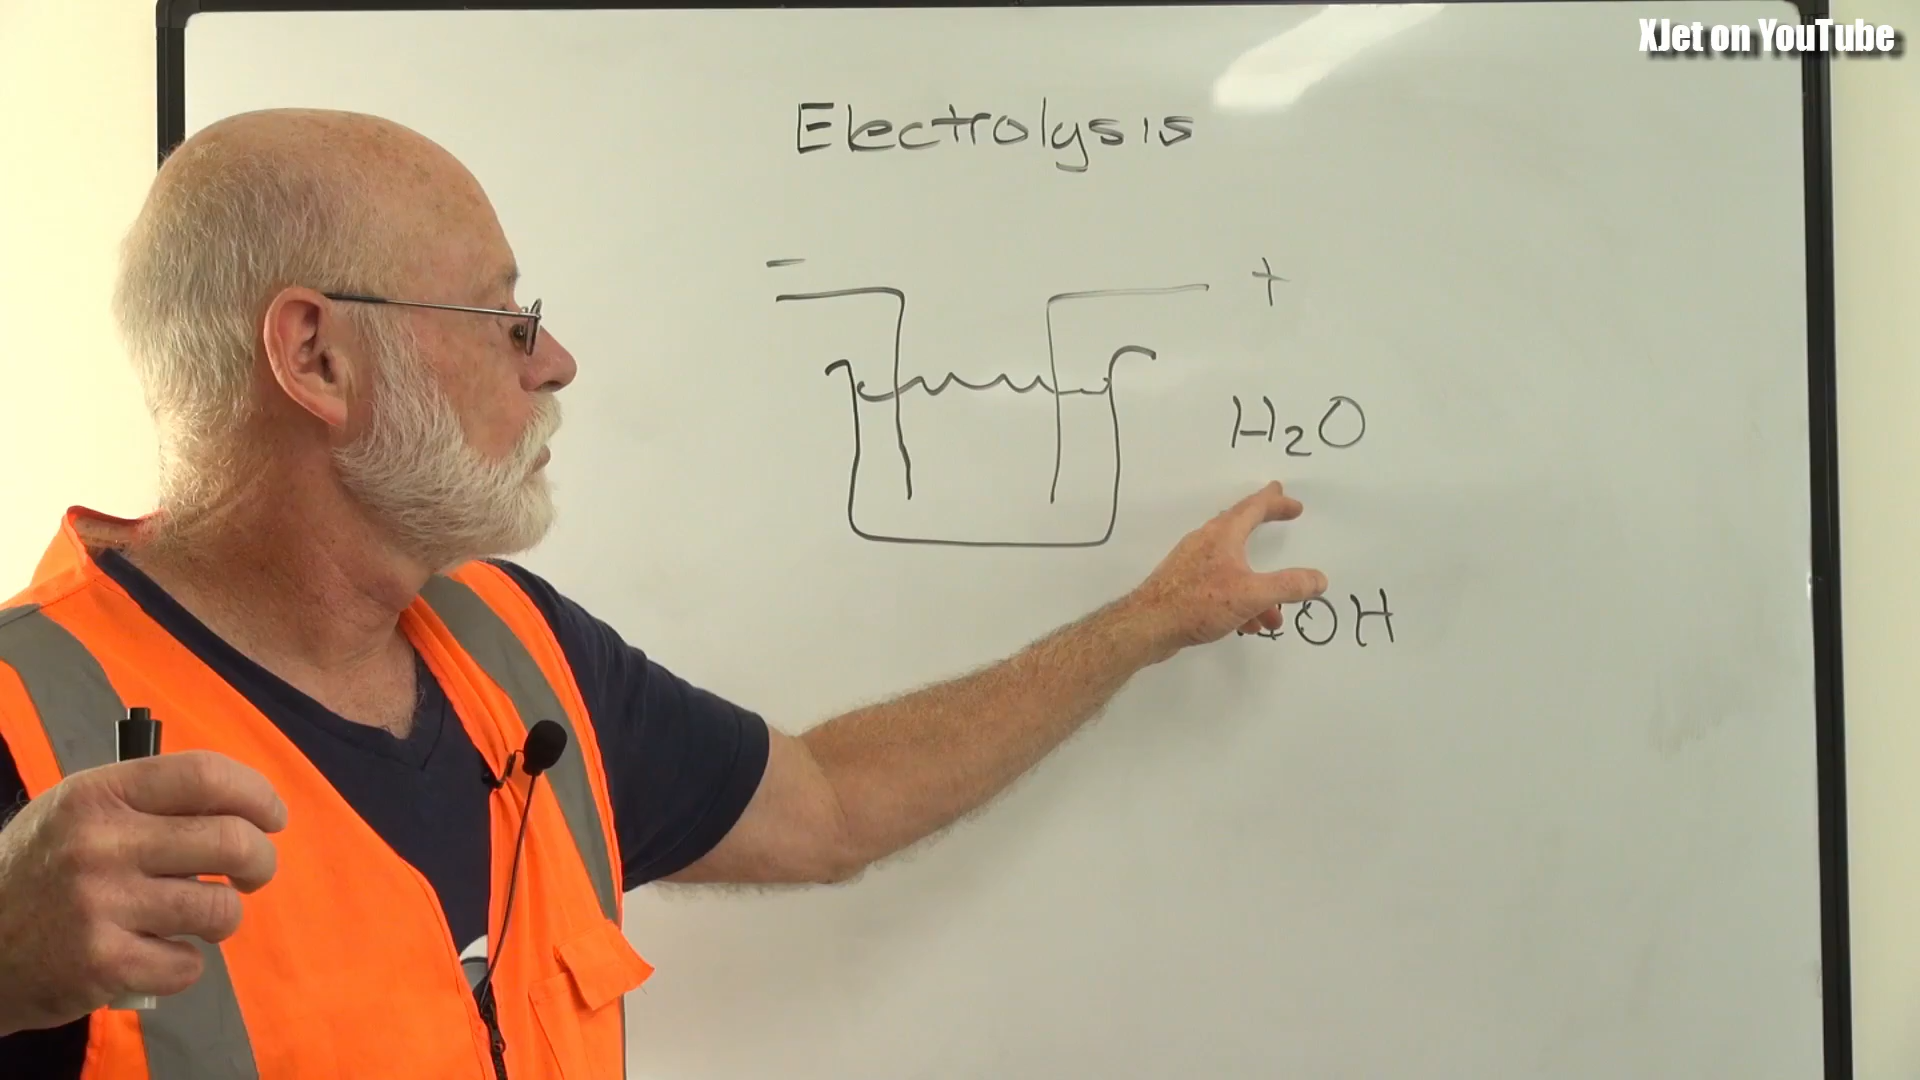 XJet on YouTube
Electrolysis
- +
H₂O
OH